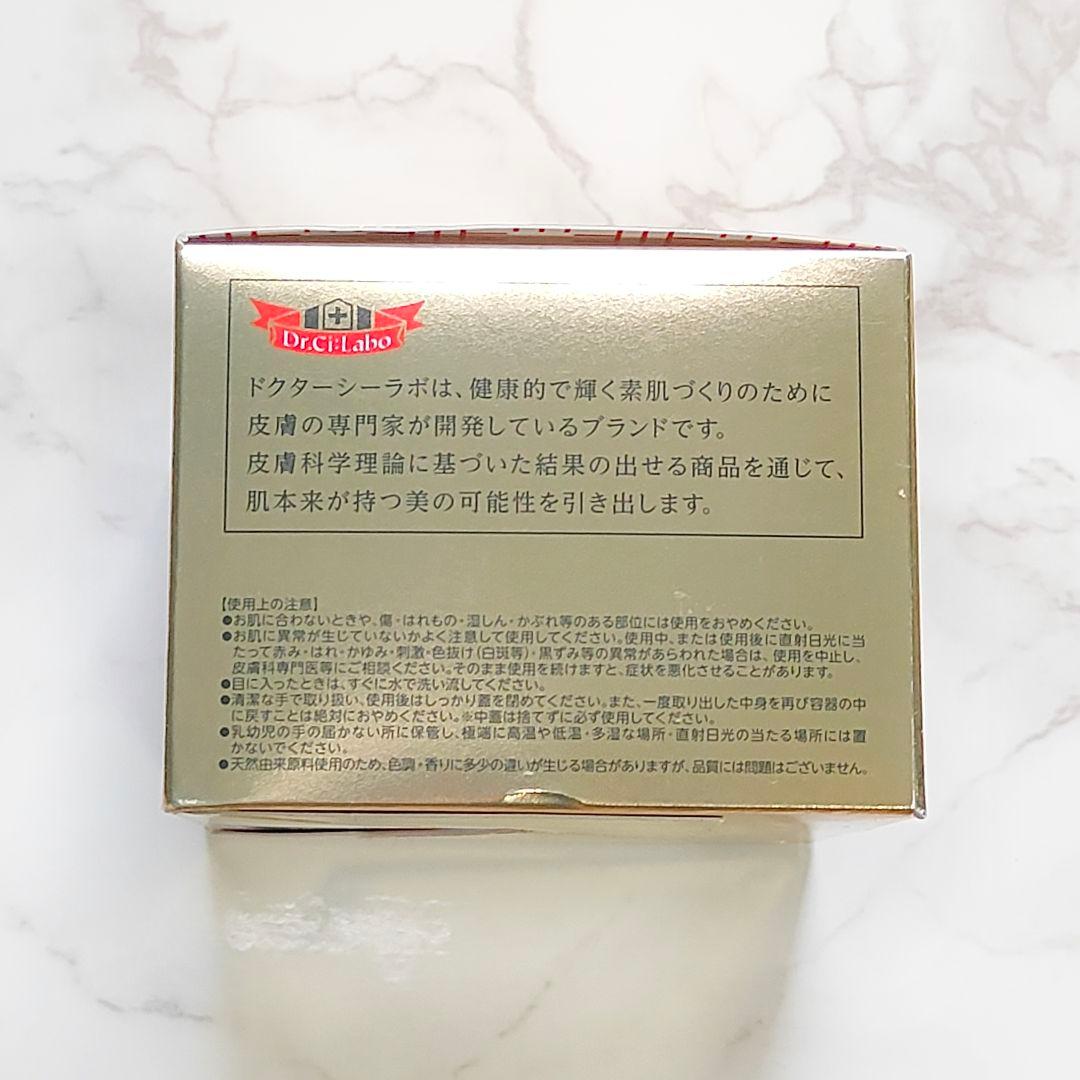 Dr.Ci:Labo
ドクターシーラボは、健康的で輝く素肌づくりのために
皮膚の専門家が開発しているブランドです。
皮膚科学理論に基づいた結果の出せる商品を通じて、
肌本来が持つ美の可能性を引き出します。
【使用上の注意】
●お肌に合わないときや、傷・はれもの・湿しん・かぶれ等のある部位には使用をおやめください。
●お肌に異常が生じていないかよく注意して使用してください。使用中、または使用後に直射日光に当
たって赤み・はれ・かゆみ・刺激・色抜け(白斑等)・黒ずみ等の異常があらわれた場合は、使用を中止し、
皮膚科専門医等にご相談ください。そのまま使用を続けますと、症状を悪化させることがあります。
●目に入ったときは、すぐに水で洗い流してください。
●清潔な手で取り扱い、使用後はしっかり蓋を閉めてください。また、一度取り出した中身を再び容器の中
に戻すことは絶対におやめください。※中蓋は捨てずに必ず使用してください。
●乳幼児の手の届かない所に保管し、極端に高温や低温・多湿な場所・直射日光の当たる場所には置
かないでください。
●天然由来原料使用のため、色調・香りに多少の違いが生じる場合がありますが、品質には問題はございません。